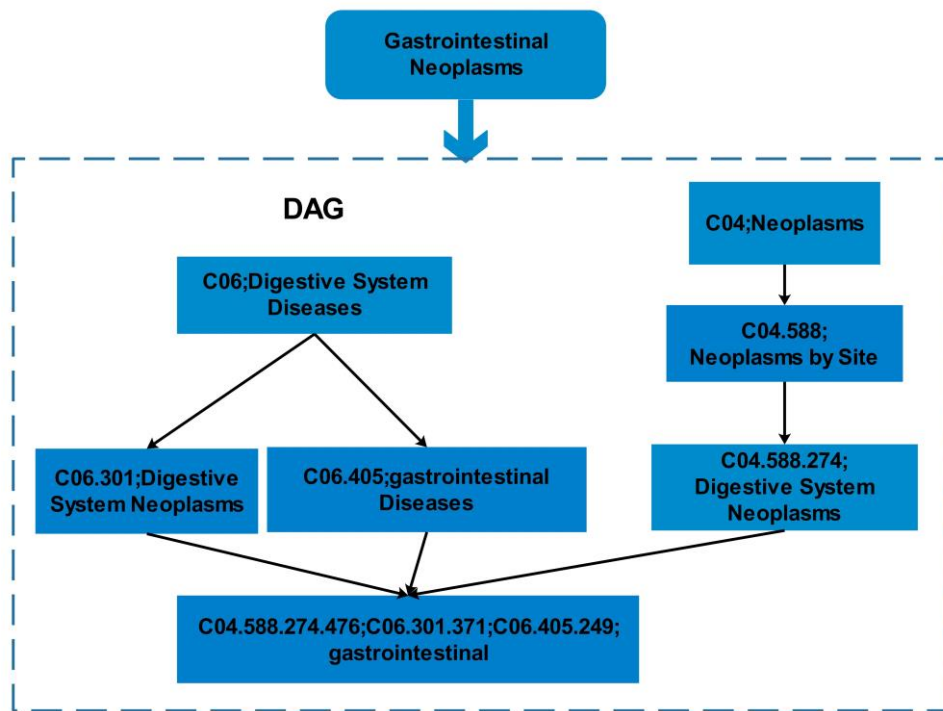 Gastrointestinal
Neoplasms
DAG
C04;Neoplasms
C06;Digestive System
Diseases
C04.588;
Neoplasms by Site
C06.301;Digestive
System Neoplasms
C06.405;gastrointestinal
Diseases
C04.588.274;
Digestive System
Neoplasms
C04.588.274.476;C06.301.371;C06.405.249;
gastrointestinal